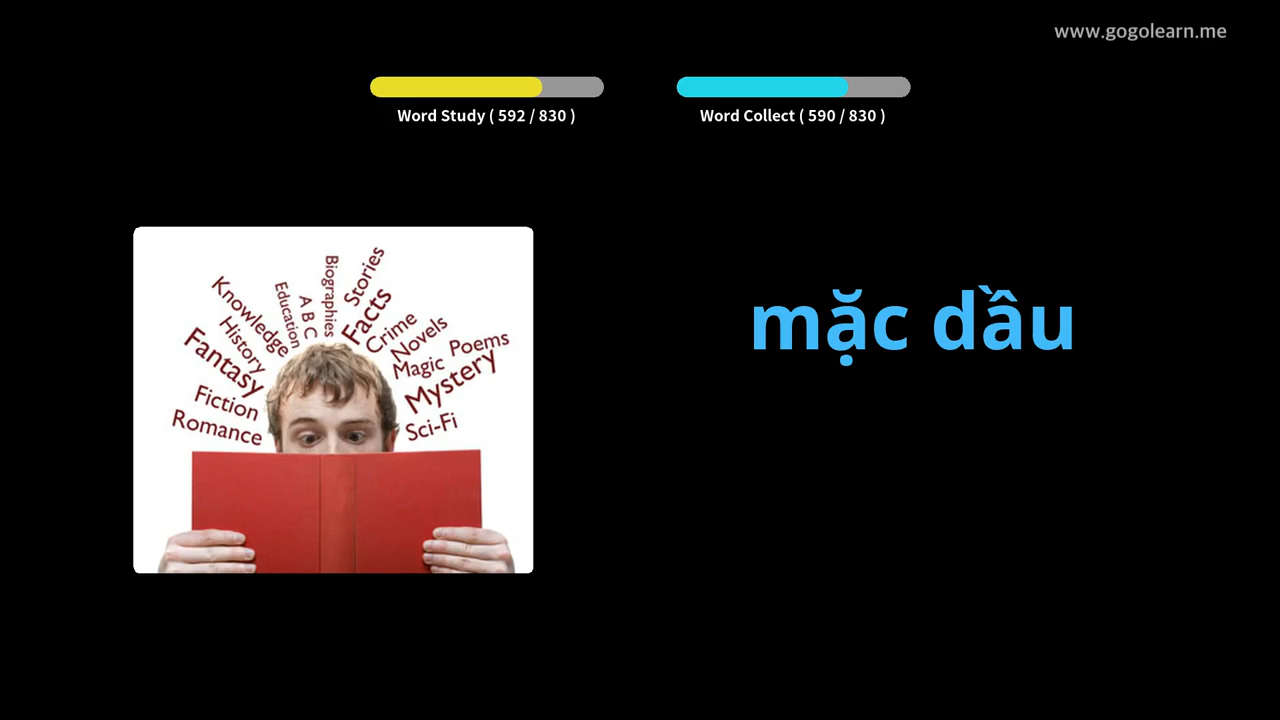 www.gogolearn.me
Word Study ( 592 / 830 )
Word Collect ( 590 / 830 )
mặc dầu
Romance
Fiction
Fantasy
History
Knowledge
Education
A B C
Biographies
Stories
Facts
Crime
Novels
Magic
Poems
Mystery
Sci-Fi